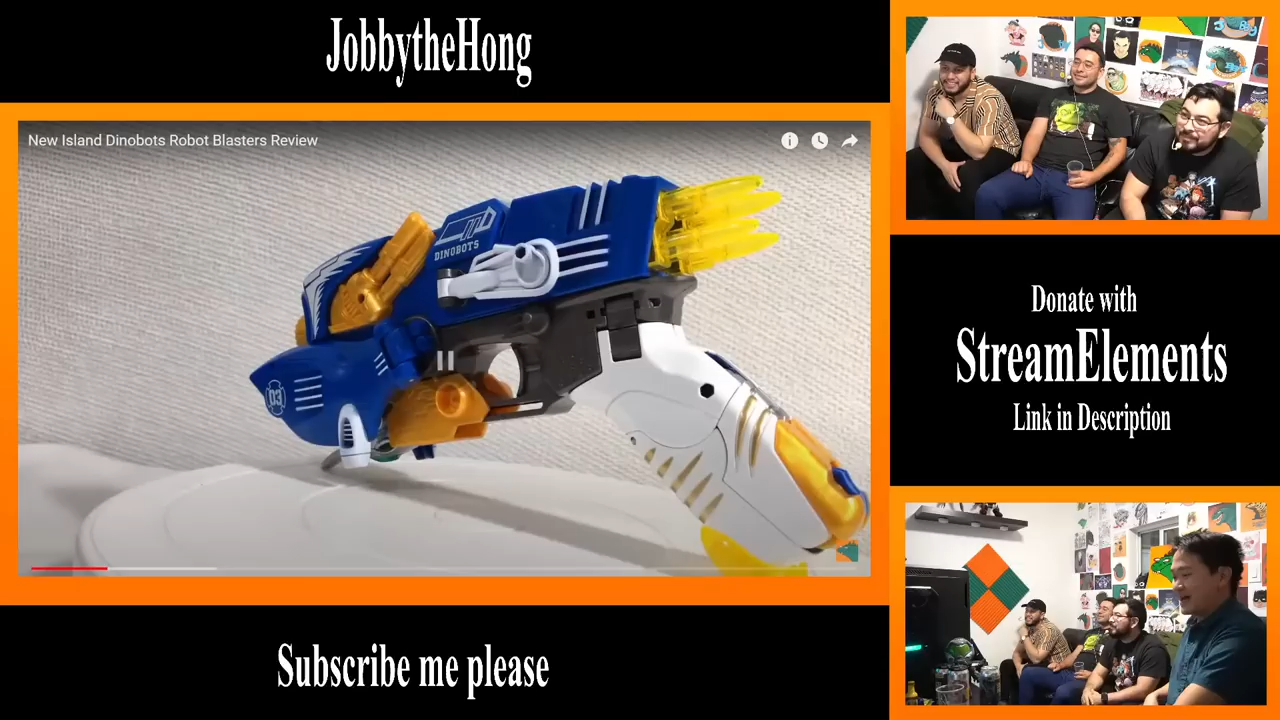 JobbytheHong
New Island Dinobots Robot Blasters Review
DINOBOTS
03
Donate with
StreamElements
Link in Description
Subscribe me please